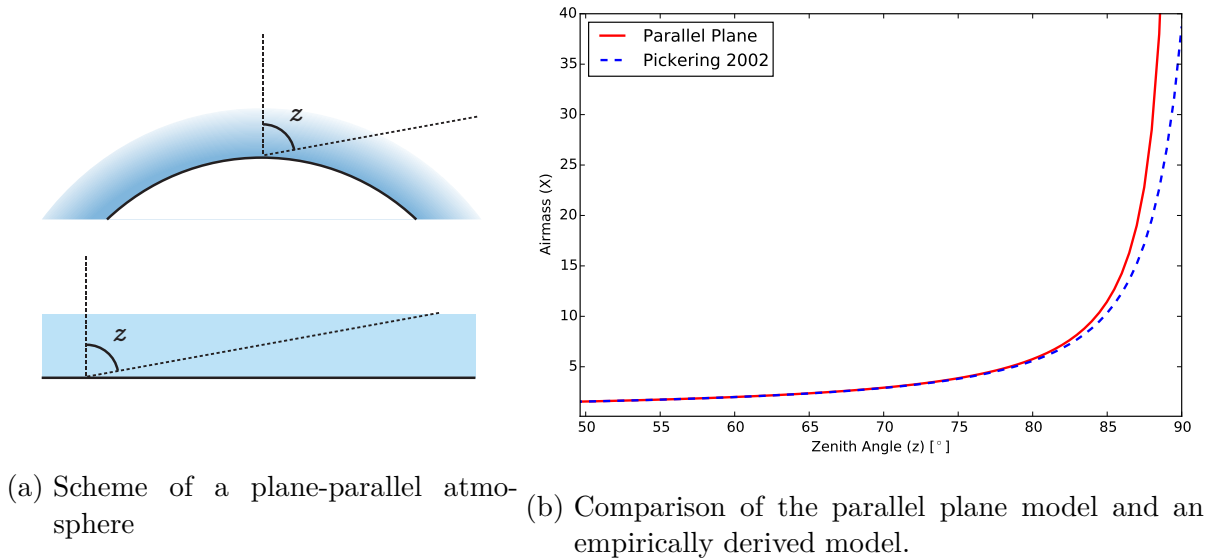 z
z
(a) Scheme of a plane-parallel atmo-
sphere
40
35
30
25
20
15
10
5
Airmass (X)
Parallel Plane
Pickering 2002
50 55 60 65 70 75 80 85 90
Zenith Angle (z) [°]
(b) Comparison of the parallel plane model and an
empirically derived model.